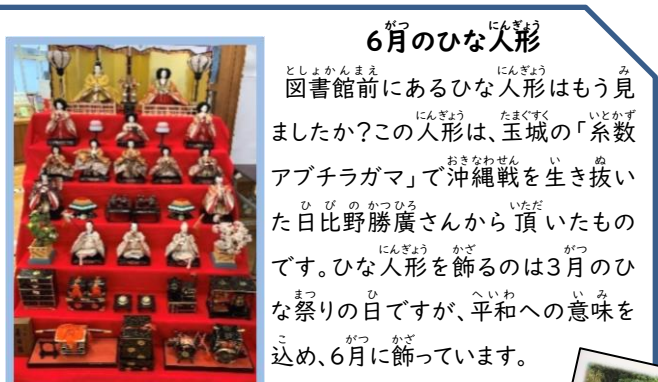 6月のひな人形
図書館前にあるひな人形はもう見
ましたか?この人形は、玉城の「糸数
アブチラガマ」で沖縄戦を生き抜い
た日比野勝廣さんから頂いたもの
です。ひな人形を飾るのは3月のひ
な祭りの日ですが、平和への意味を
込め、6月に飾っています。